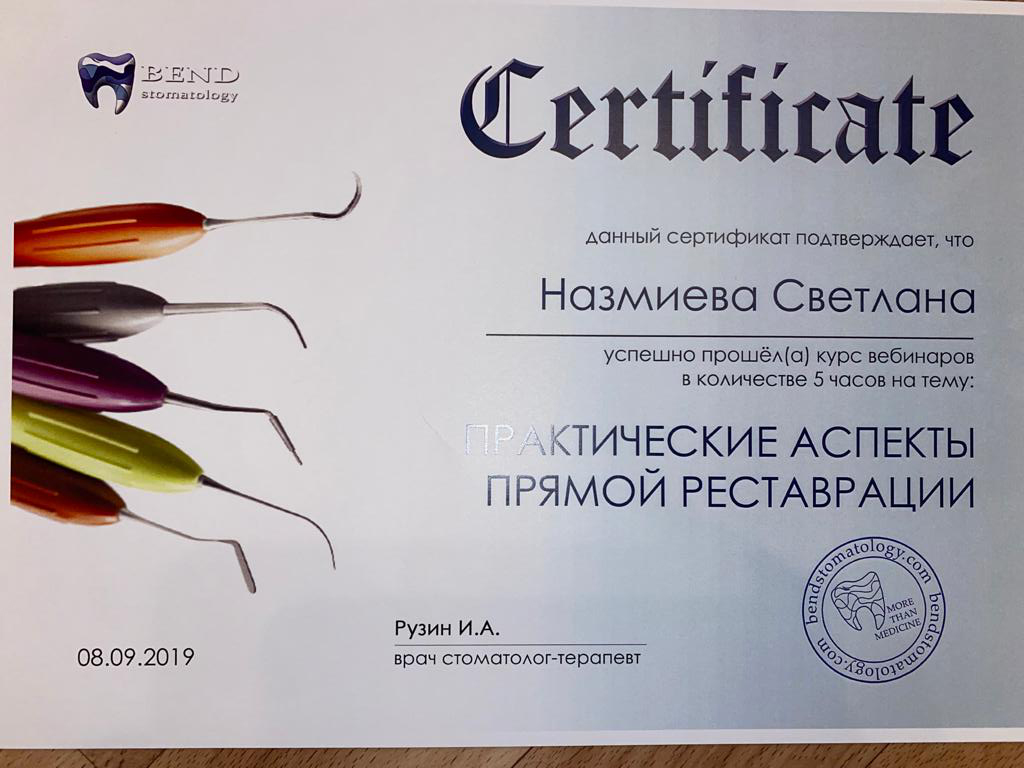 BEND
stomatology
Certificate
данный сертификат подтверждает, что
Назмиева Светлана
успешно прошёл(а) курс вебинаров
в количестве 5 часов на тему:
ПРАКТИЧЕСКИЕ АСПЕКТЫ
ПРЯМОЙ РЕСТАВРАЦИИ
bendstomatology.com bendstomatology.com
MORE
THAN
MEDICINE
Рузин И.А.
врач стоматолог-терапевт
08.09.2019